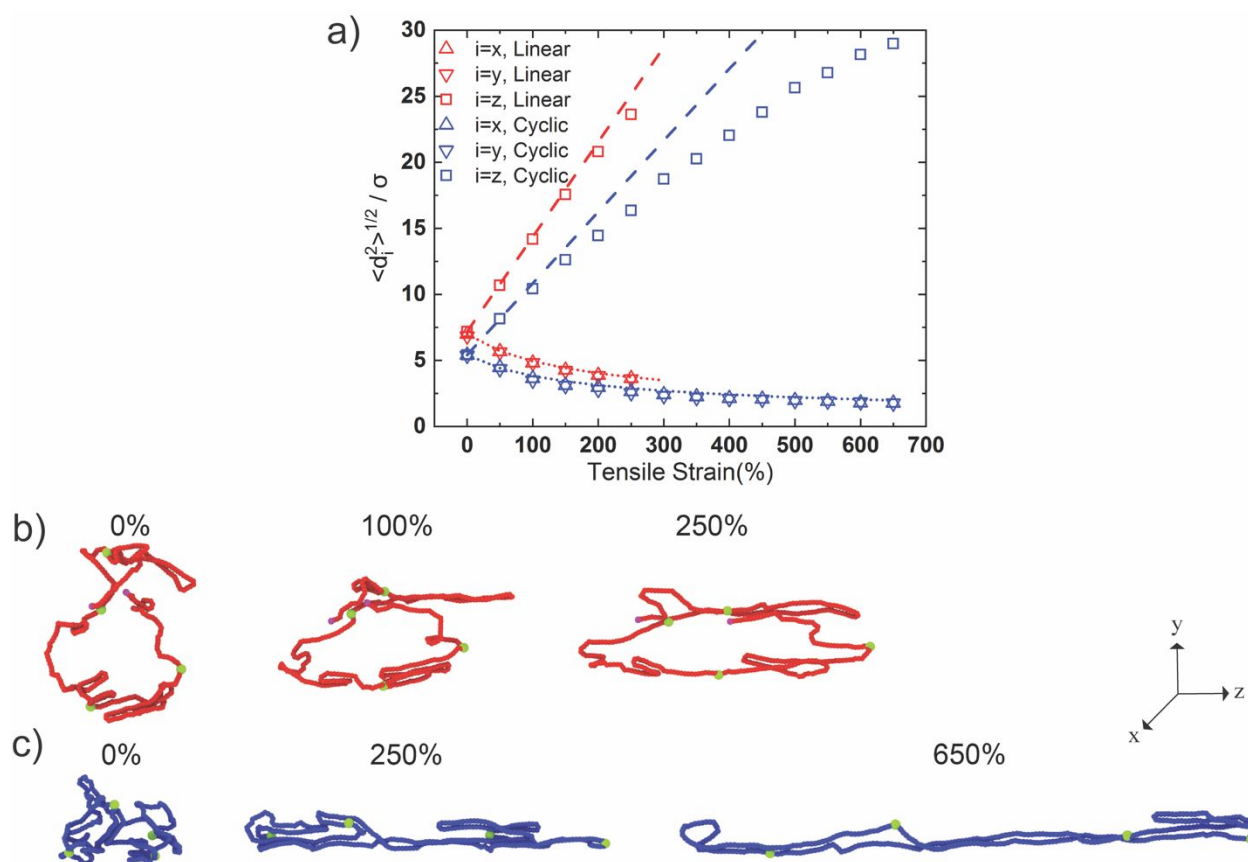 a)
30
25
20
15
10
5
0
<d_i^2>^{1/2} / σ
i=x, Linear
i=y, Linear
i=z, Linear
i=x, Cyclic
i=y, Cyclic
i=z, Cyclic
0 100 200 300 400 500 600 700
Tensile Strain(%)
b)
0% 100% 250%
y
z
x
c)
0% 250% 650%